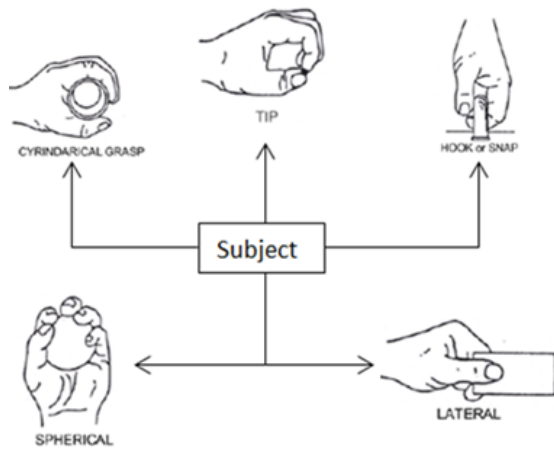 TIP
CYRINDARICAL GRASP
HOOK or SNAP
Subject
SPHERICAL
LATERAL